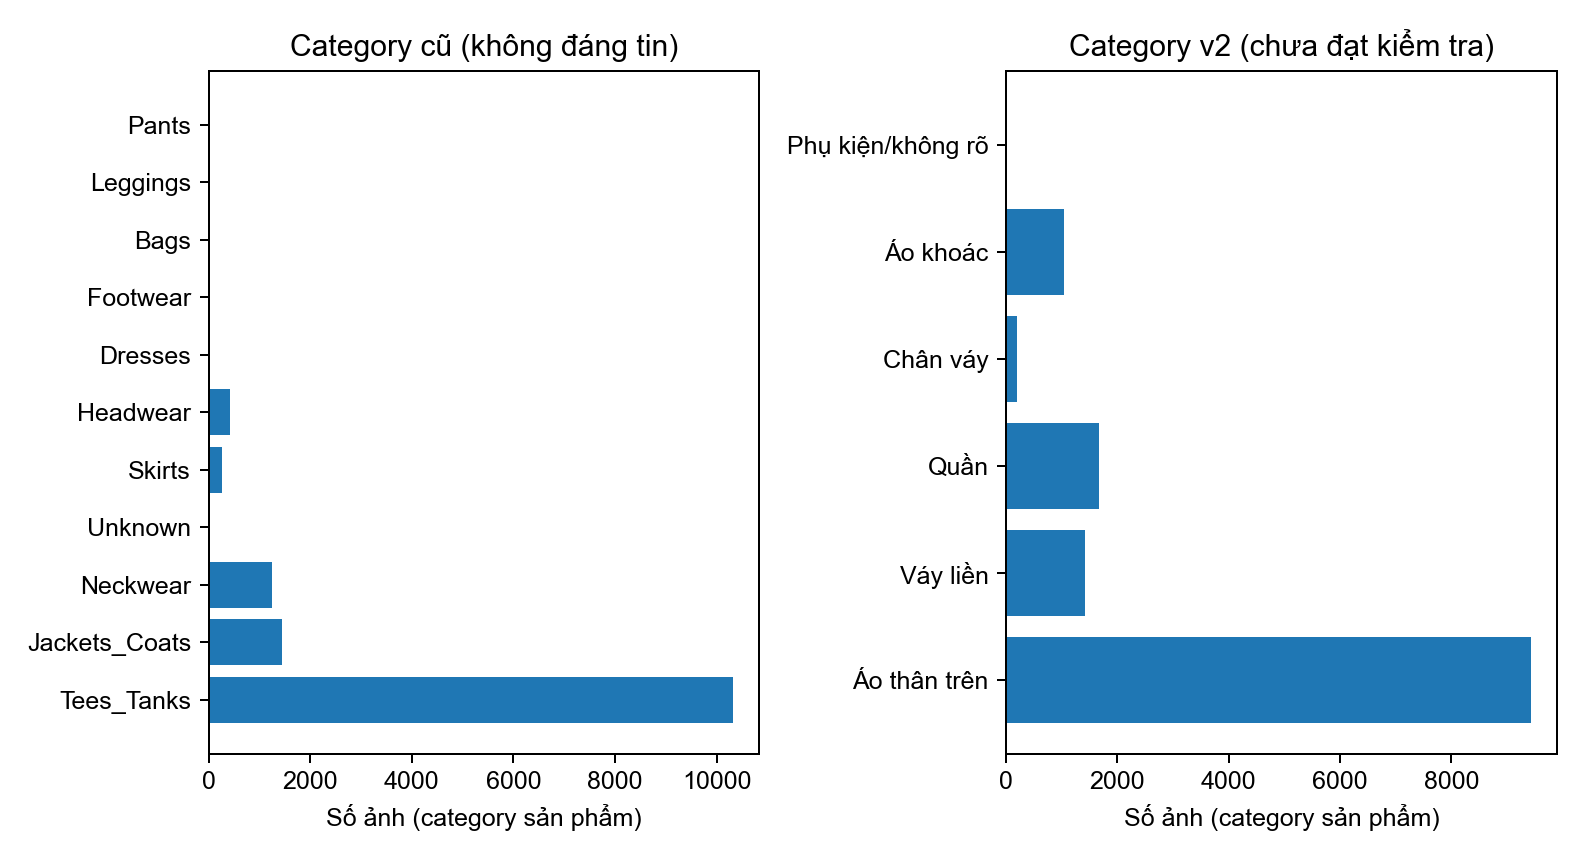 Category cũ (không đáng tin)
Pants
Leggings
Bags
Footwear
Dresses
Headwear
Skirts
Unknown
Neckwear
Jackets_Coats
Tees_Tanks
0 2000 4000 6000 8000 10000
Số ảnh (category sản phẩm)
Category v2 (chưa đạt kiểm tra)
Phụ kiện/không rõ
Áo khoác
Chân váy
Quần
Váy liền
Áo thân trên
0 2000 4000 6000 8000
Số ảnh (category sản phẩm)